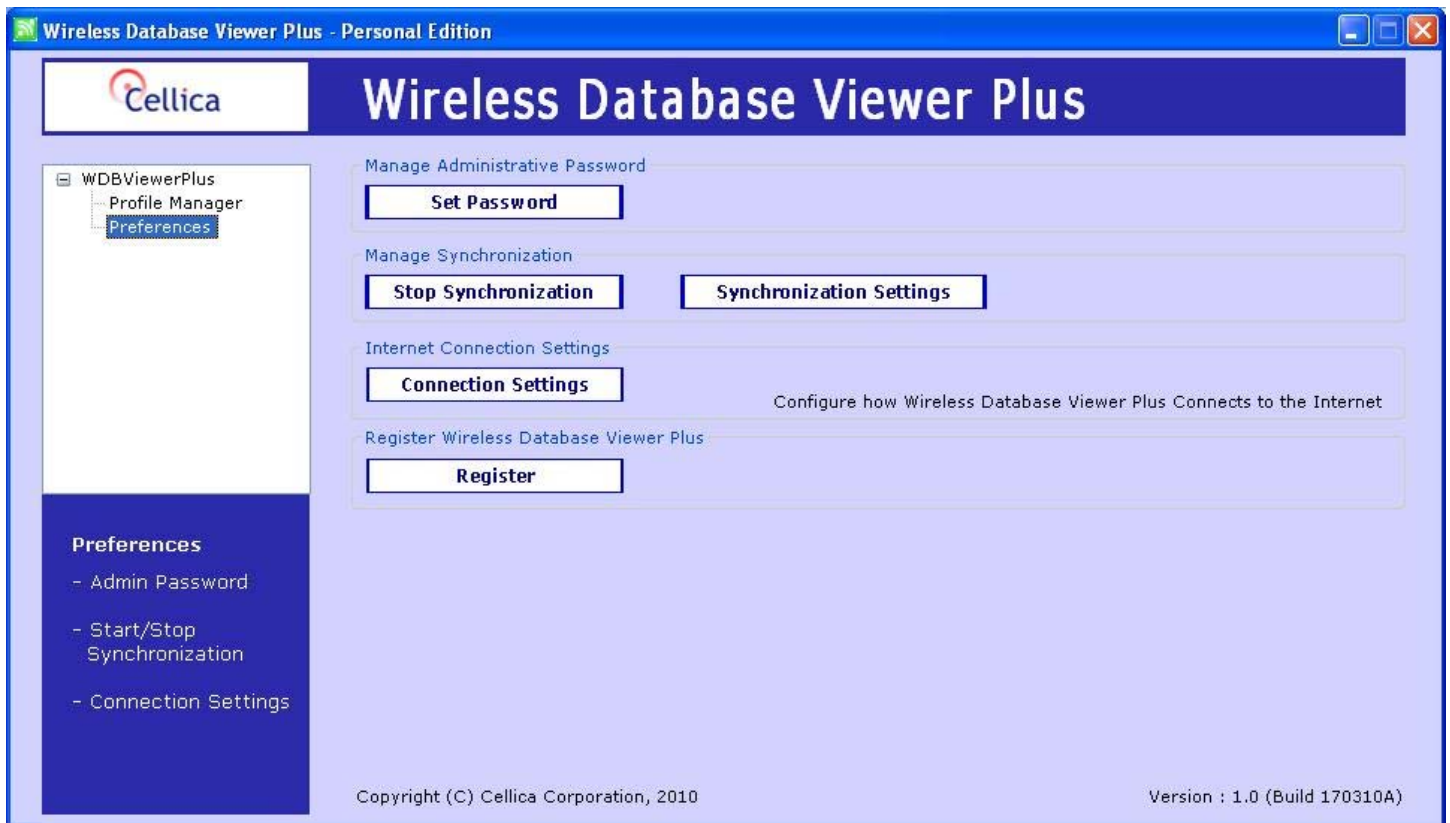 Wireless Database Viewer Plus - Personal Edition
Cellica
Wireless Database Viewer Plus
WDBViewerPlus
Profile Manager
Preferences
Manage Administrative Password
Set Password
Manage Synchronization
Stop Synchronization
Synchronization Settings
Internet Connection Settings
Connection Settings
Configure how Wireless Database Viewer Plus Connects to the Internet
Register Wireless Database Viewer Plus
Register
Preferences
- Admin Password
- Start/Stop
Synchronization
- Connection Settings
Copyright (C) Cellica Corporation, 2010
Version : 1.0 (Build 170310A)